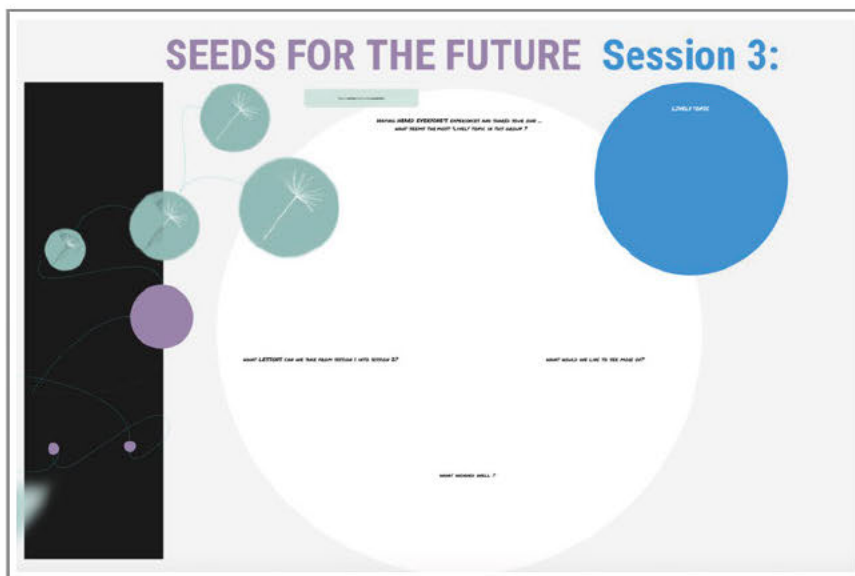 SEEDS FOR THE FUTURE Session 3:
LIVELY TOPIC
HAVING HEARD EVERYONE'S EXPERIENCES AND SHARED YOUR OWN ...
WHAT SEEMS THE MOST 'LIVELY TOPIC IN THIS GROUP ?
WHAT LESSONS CAN WE TAKE FROM SESSION 1 INTO SESSION 2?
WHAT WOULD WE LIKE TO SEE MORE OF?
WHAT WORKED WELL ?